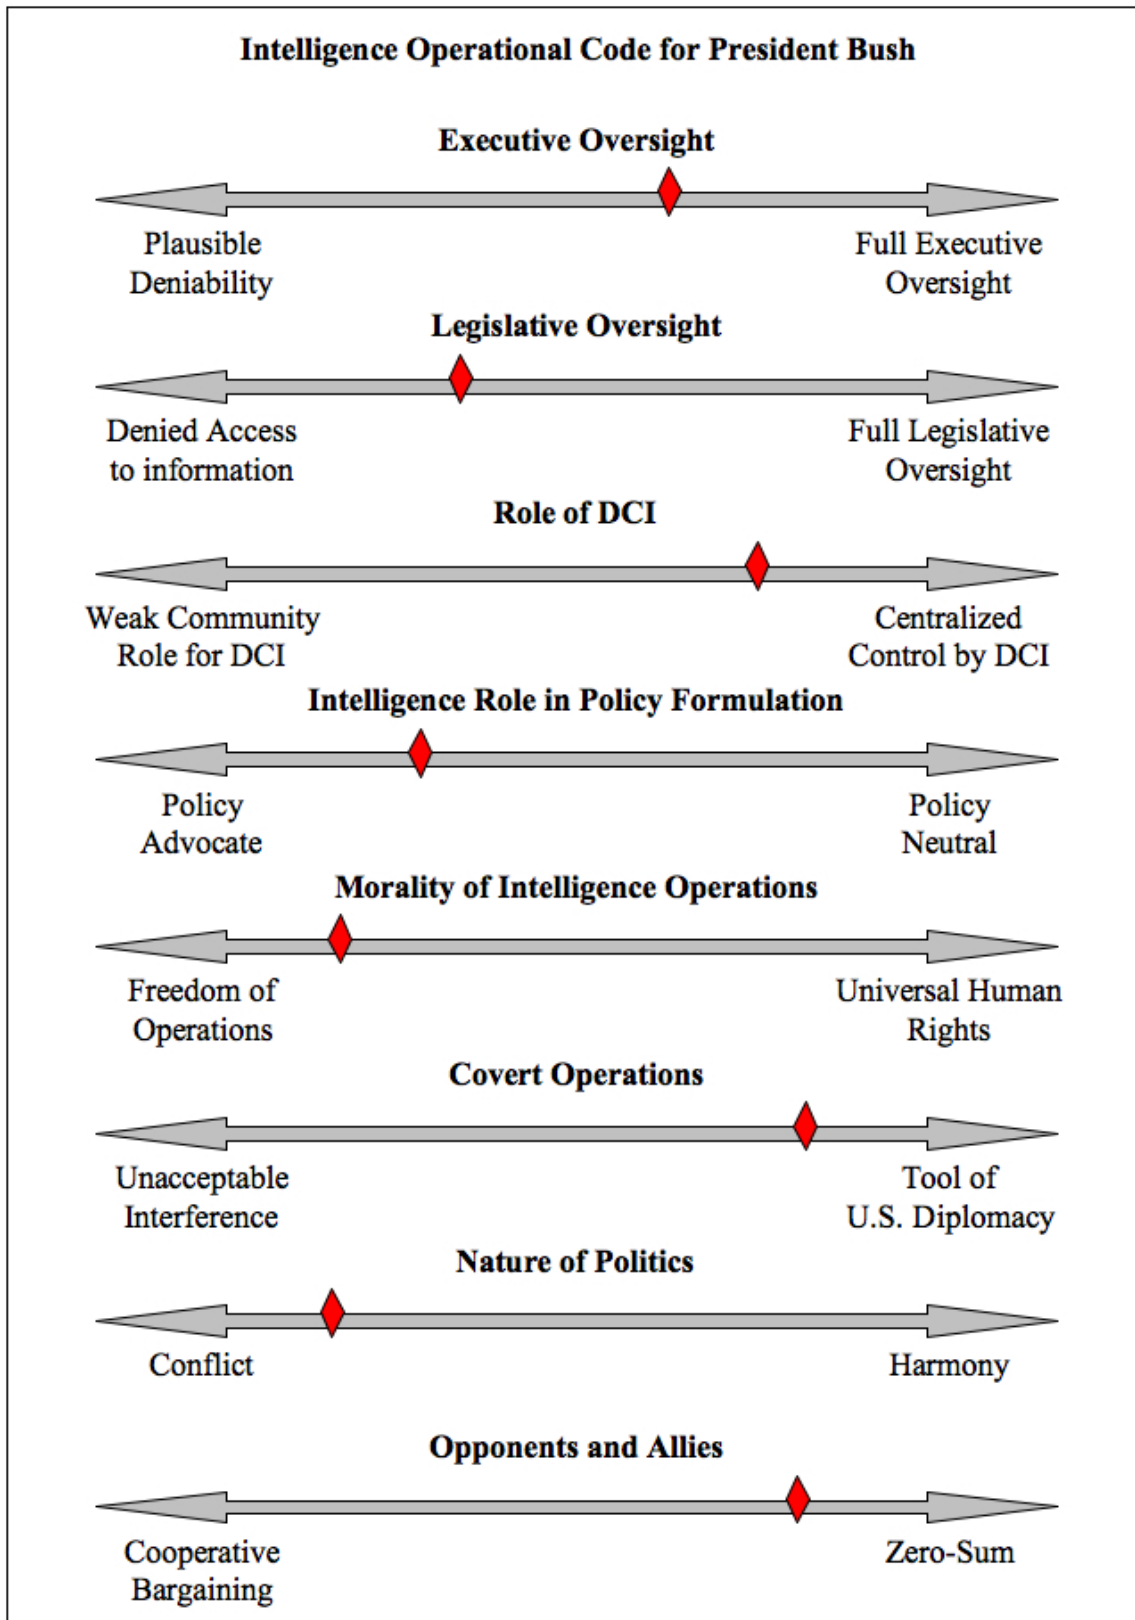 Intelligence Operational Code for President Bush
Executive Oversight
Plausible
Deniability
Full Executive
Oversight
Legislative Oversight
Denied Access
to information
Full Legislative
Oversight
Role of DCI
Weak Community
Role for DCI
Centralized
Control by DCI
Intelligence Role in Policy Formulation
Policy
Advocate
Policy
Neutral
Morality of Intelligence Operations
Freedom of
Operations
Universal Human
Rights
Covert Operations
Unacceptable
Interference
Tool of
U.S. Diplomacy
Nature of Politics
Conflict
Harmony
Opponents and Allies
Cooperative
Bargaining
Zero-Sum